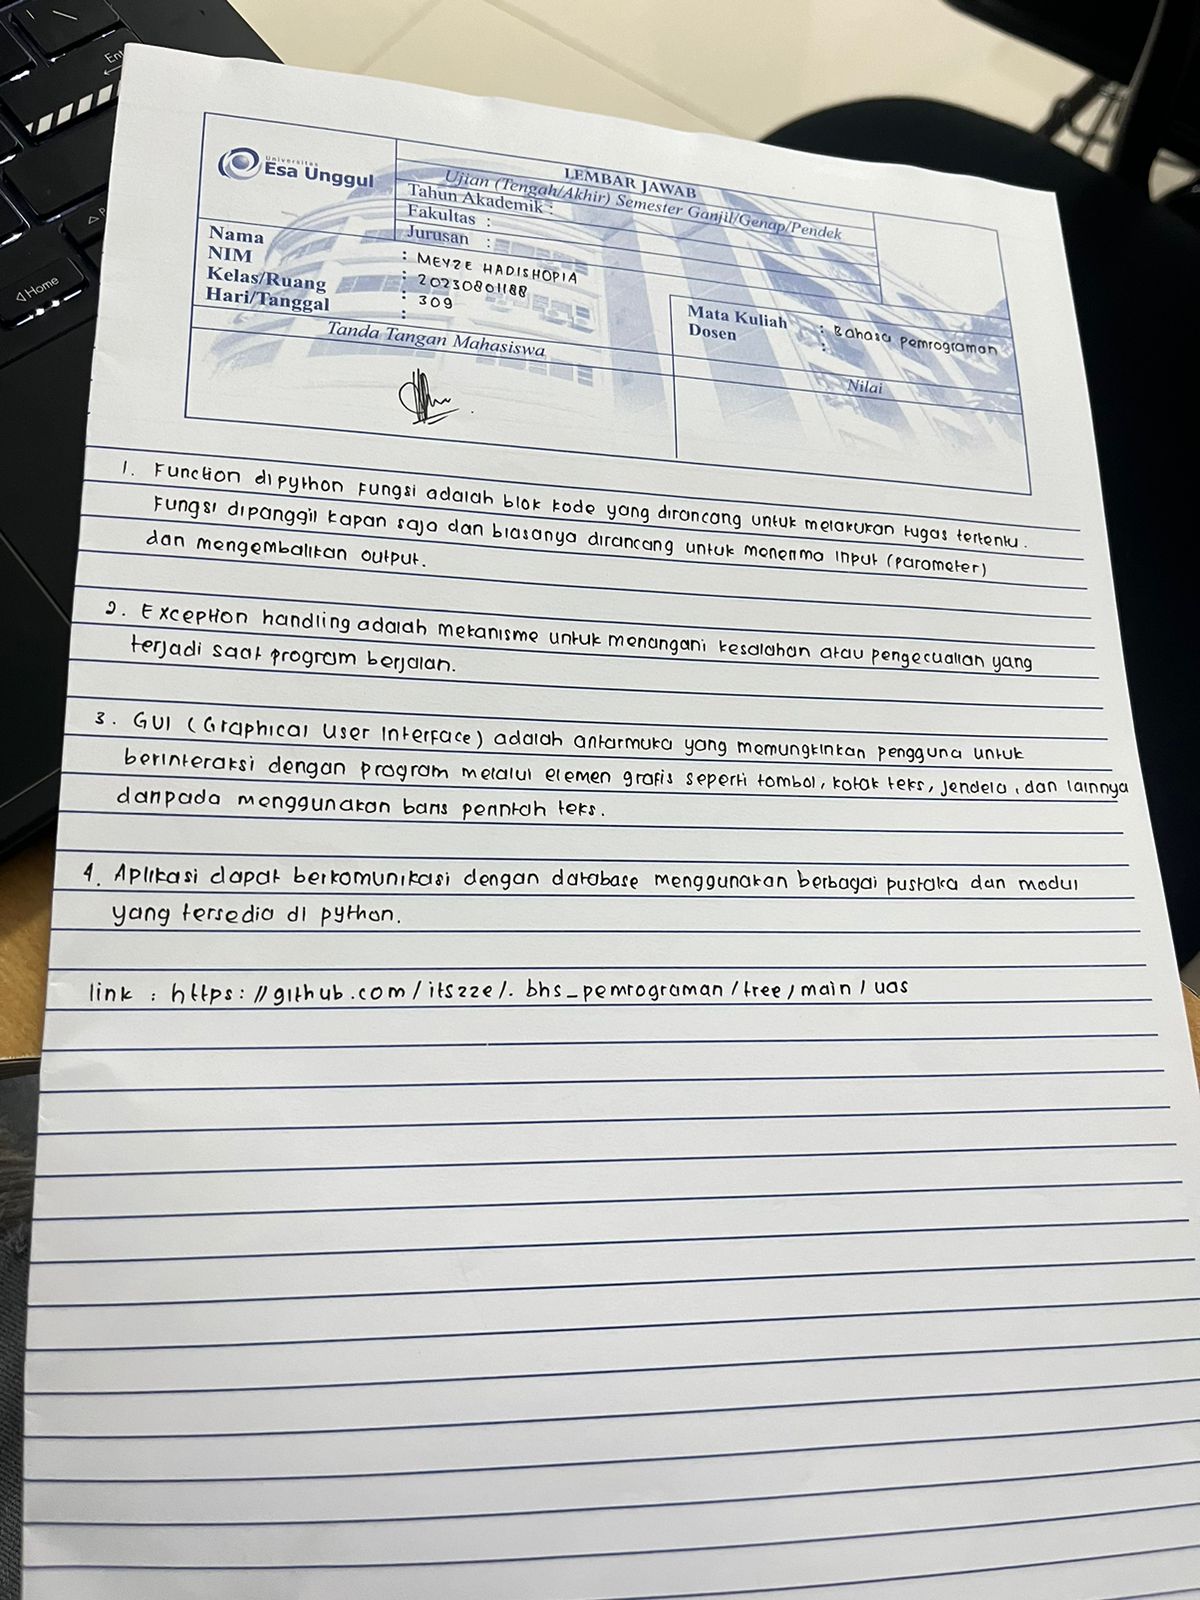 Ent
Home
Universitas
Esa Unggul
LEMBAR JAWAB
Ujian (Tengah/Akhir) Semester Ganjil/Genap/Pendek
Tahun Akademik :
Fakultas :
Jurusan :
Nama : MEYZE HADISHOPIA
NIM : 20230801188
Kelas/Ruang : 309
Hari/Tanggal :
Mata Kuliah : Bahasa pemrograman
Dosen :
Tanda Tangan Mahasiswa
Nilai
1. Function di python Fungsi adalah blok kode yang dirancang untuk melakukan tugas tertentu.
Fungsi dipanggil kapan saja dan biasanya dirancang untuk menerima input (parameter)
dan mengembalikan output.
2. Exception handling adalah mekanisme untuk menangani kesalahan atau pengecualian yang
terjadi saat program berjalan.
3. GUI (Graphical User Interface) adalah antarmuka yang memungkinkan pengguna untuk
berinteraksi dengan program melalui elemen grafis seperti tombol, kotak teks, jendela, dan lainnya
daripada menggunakan baris perintah teks.
4. Aplikasi dapat berkomunikasi dengan database menggunakan berbagai pustaka dan modul
yang tersedia di python.
link : https://github.com/itszze/. bhs_pemrograman/tree/main/uas